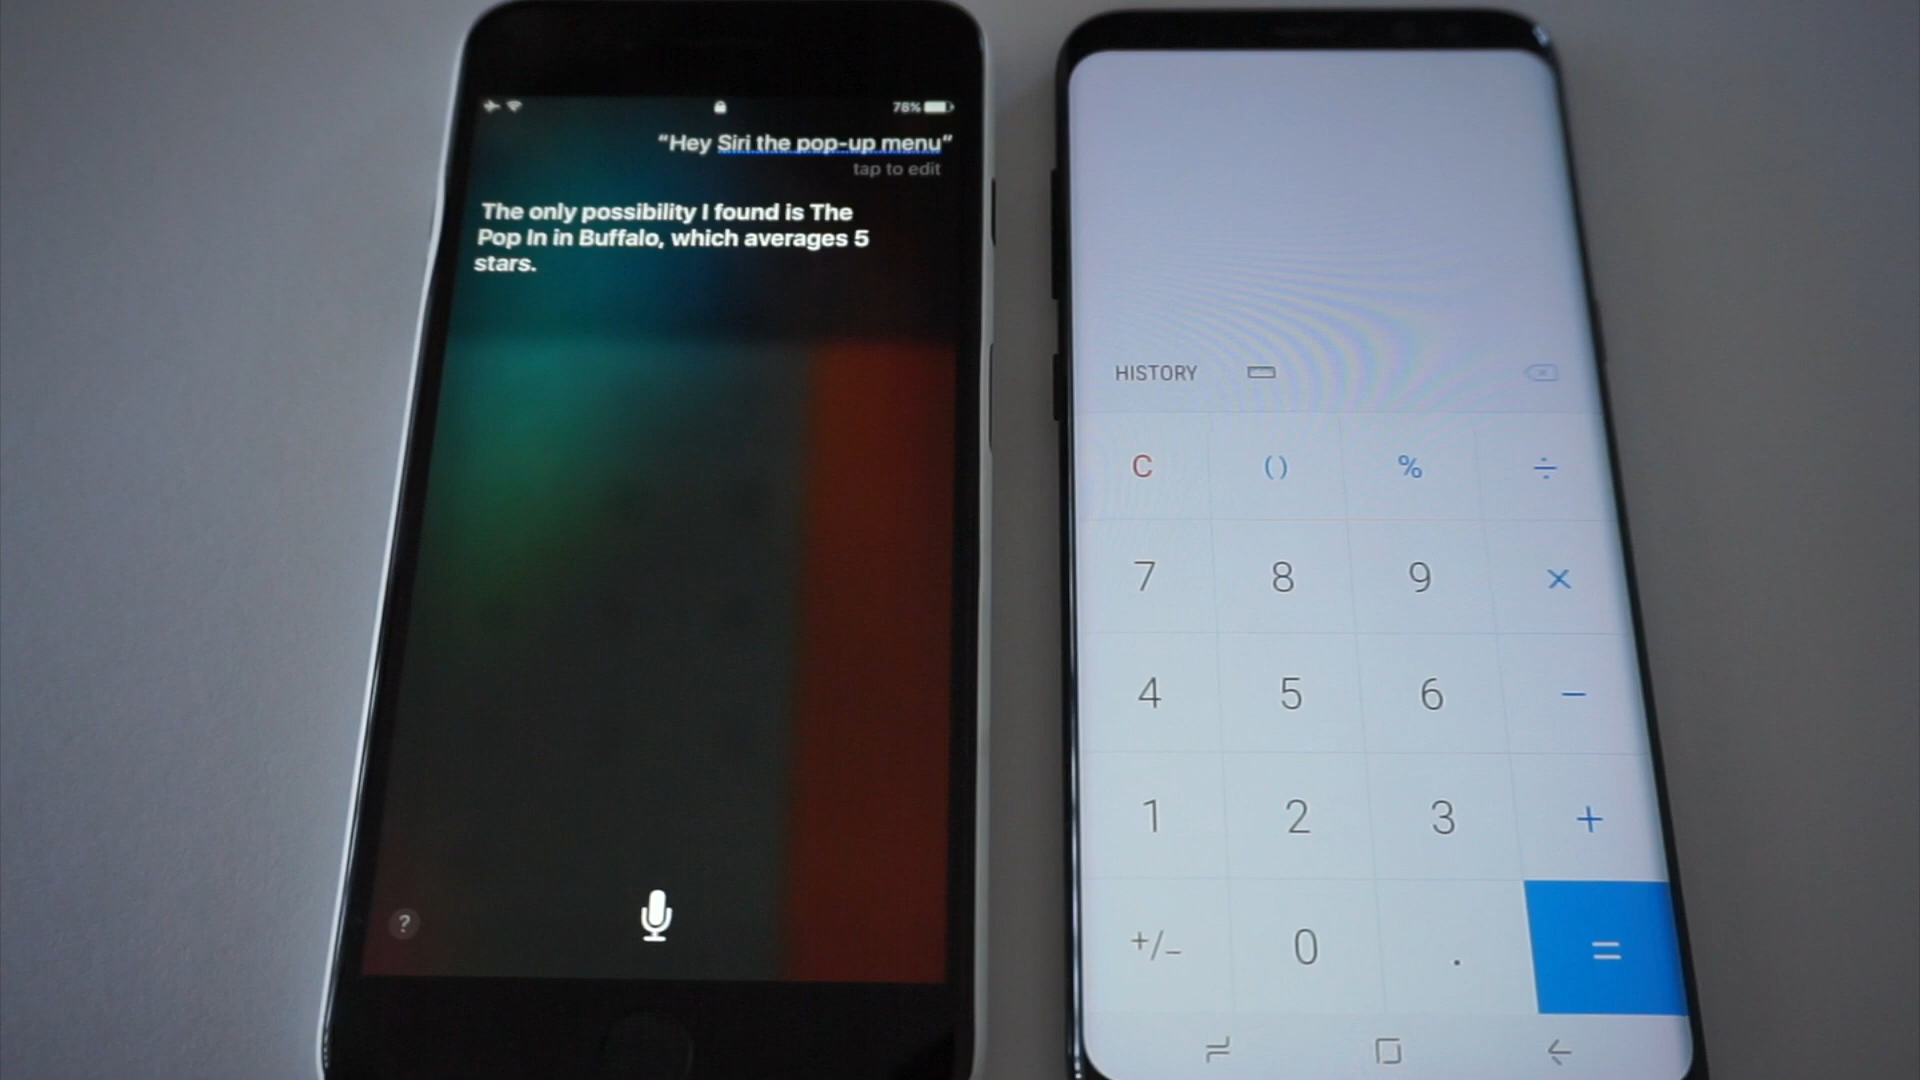 78%
“Hey Siri the pop-up menu“
tap to edit
The only possibility I found is The
Pop In in Buffalo, which averages 5
stars.
?
HISTORY
C ( ) % ÷
7 8 9 ×
4 5 6 −
1 2 3 +
+/− 0 . =